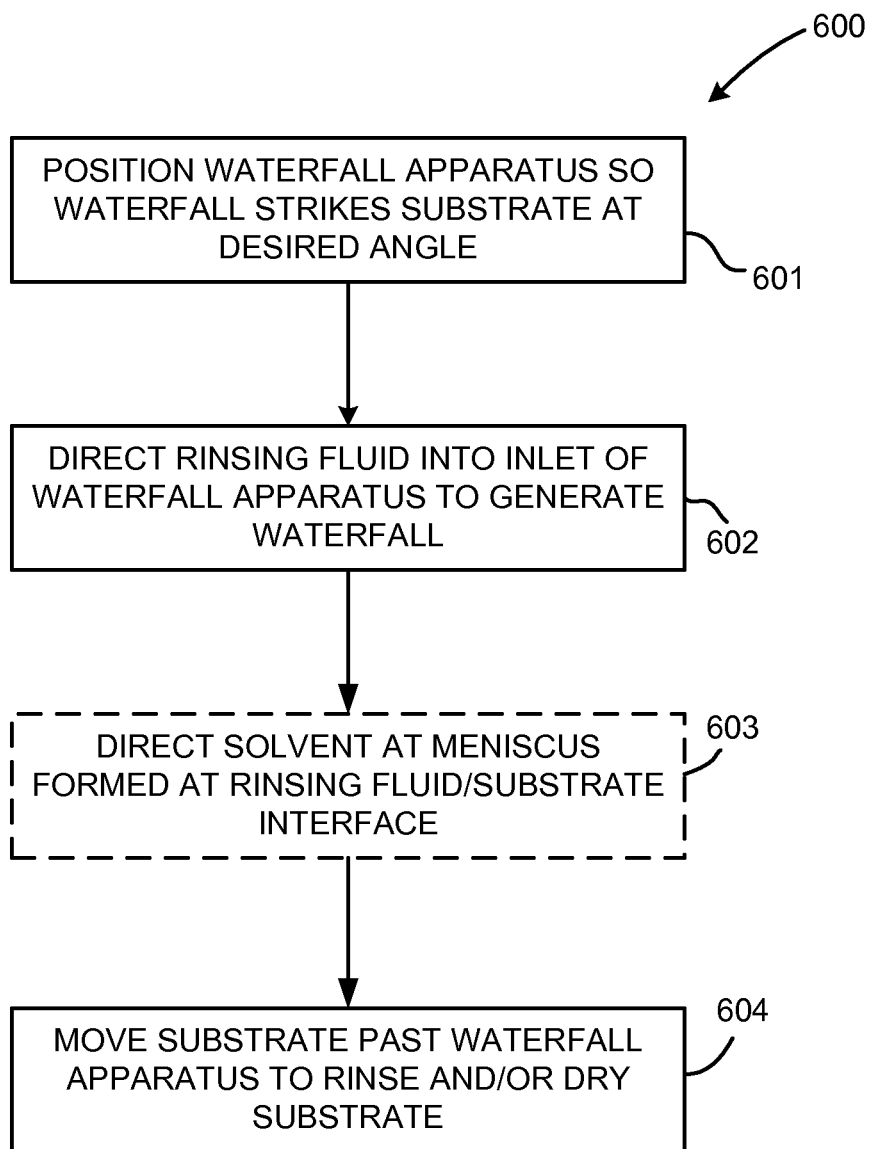 600
POSITION WATERFALL APPARATUS SO
WATERFALL STRIKES SUBSTRATE AT
DESIRED ANGLE
601
DIRECT RINSING FLUID INTO INLET OF
WATERFALL APPARATUS TO GENERATE
WATERFALL
602
DIRECT SOLVENT AT MENISCUS
FORMED AT RINSING FLUID/SUBSTRATE
INTERFACE
603
MOVE SUBSTRATE PAST WATERFALL
APPARATUS TO RINSE AND/OR DRY
SUBSTRATE
604